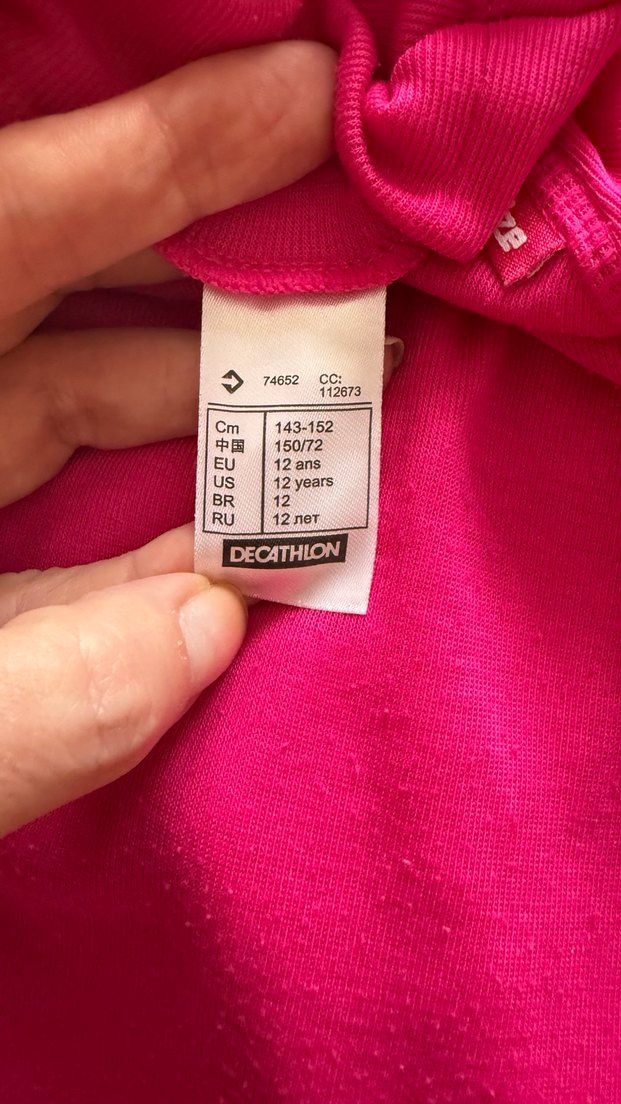 74652 CC:
112673
Cm 143-152
中国 150/72
EU 12 ans
US 12 years
BR 12
RU 12 лет
DECATHLON